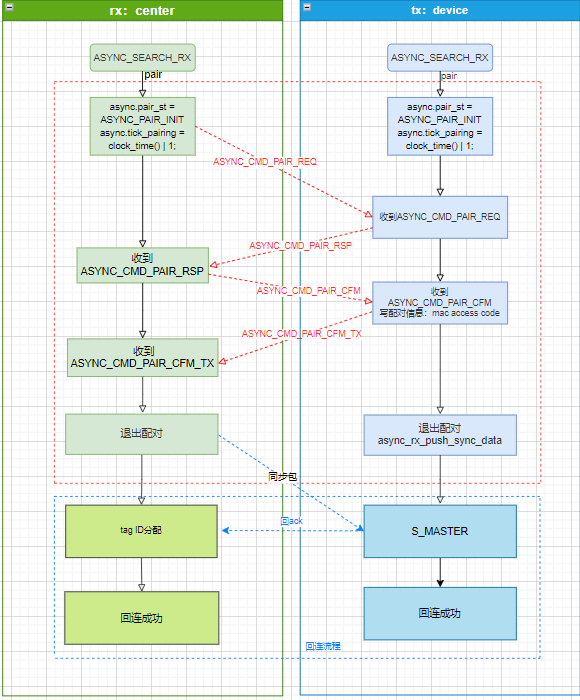 rx: center
tx: device
ASYNC_SEARCH_RX
ASYNC_SEARCH_RX
pair
pair
async.pair_st =
ASYNC_PAIR_INIT
async.tick_pairing =
clock_time() | 1;
async.pair_st =
ASYNC_PAIR_INIT
async.tick_pairing =
clock_time() | 1;
ASYNC_CMD_PAIR_REQ
收到ASYNC_CMD_PAIR_REQ
ASYNC_CMD_PAIR_RSP
收到
ASYNC_CMD_PAIR_RSP
ASYNC_CMD_PAIR_CFM
收到
ASYNC_CMD_PAIR_CFM
写配对信息：mac access code
ASYNC_CMD_PAIR_CFM_TX
收到
ASYNC_CMD_PAIR_CFM_TX
退出配对
退出配对
async_rx_push_sync_data
同步包
tag ID分配
回ack
S_MASTER
回连成功
回连成功
回连流程